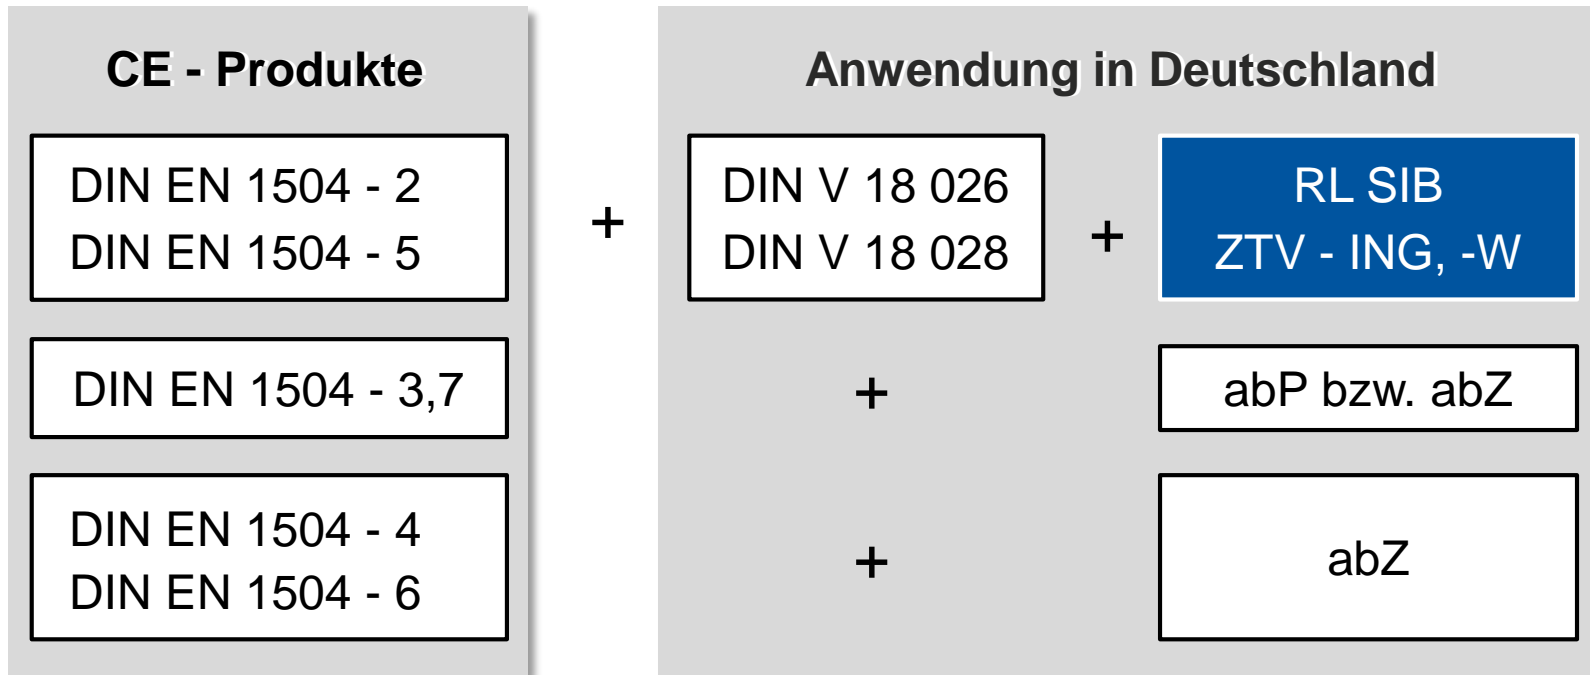 CE - Produkte
Anwendung in Deutschland
DIN EN 1504 - 2
DIN EN 1504 - 5
+
DIN V 18 026
DIN V 18 028
+
RL SIB
ZTV - ING, -W
DIN EN 1504 - 3,7
+
abP bzw. abZ
DIN EN 1504 - 4
DIN EN 1504 - 6
+
abZ